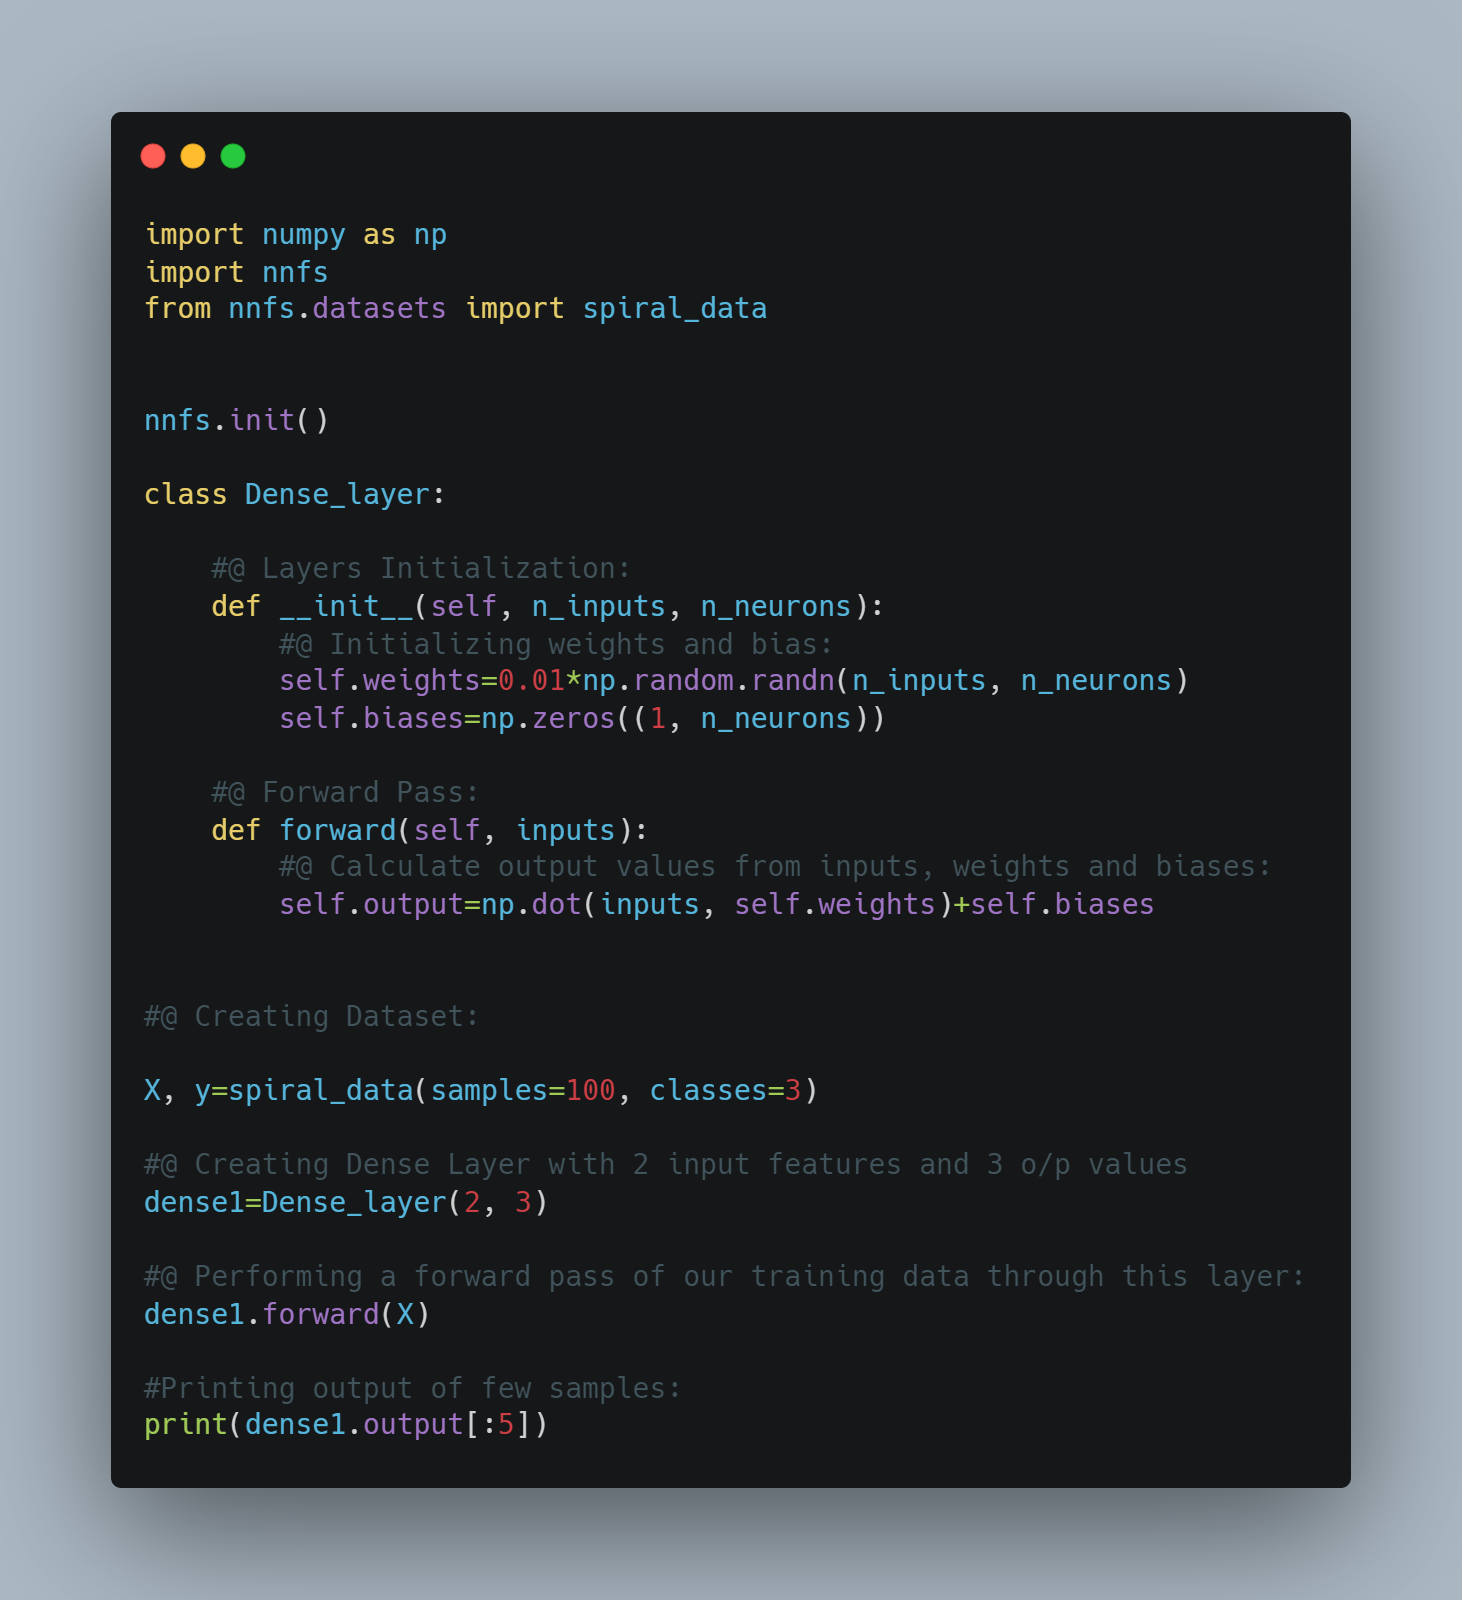 import numpy as np
import nnfs
from nnfs.datasets import spiral_data
nnfs.init()
class Dense_layer:
    #@ Layers Initialization:
    def __init__(self, n_inputs, n_neurons):
        #@ Initializing weights and bias:
        self.weights=0.01*np.random.randn(n_inputs, n_neurons)
        self.biases=np.zeros((1, n_neurons))
    #@ Forward Pass:
    def forward(self, inputs):
        #@ Calculate output values from inputs, weights and biases:
        self.output=np.dot(inputs, self.weights)+self.biases
#@ Creating Dataset:
X, y=spiral_data(samples=100, classes=3)
#@ Creating Dense Layer with 2 input features and 3 o/p values
dense1=Dense_layer(2, 3)
#@ Performing a forward pass of our training data through this layer:
dense1.forward(X)
#Printing output of few samples:
print(dense1.output[:5])